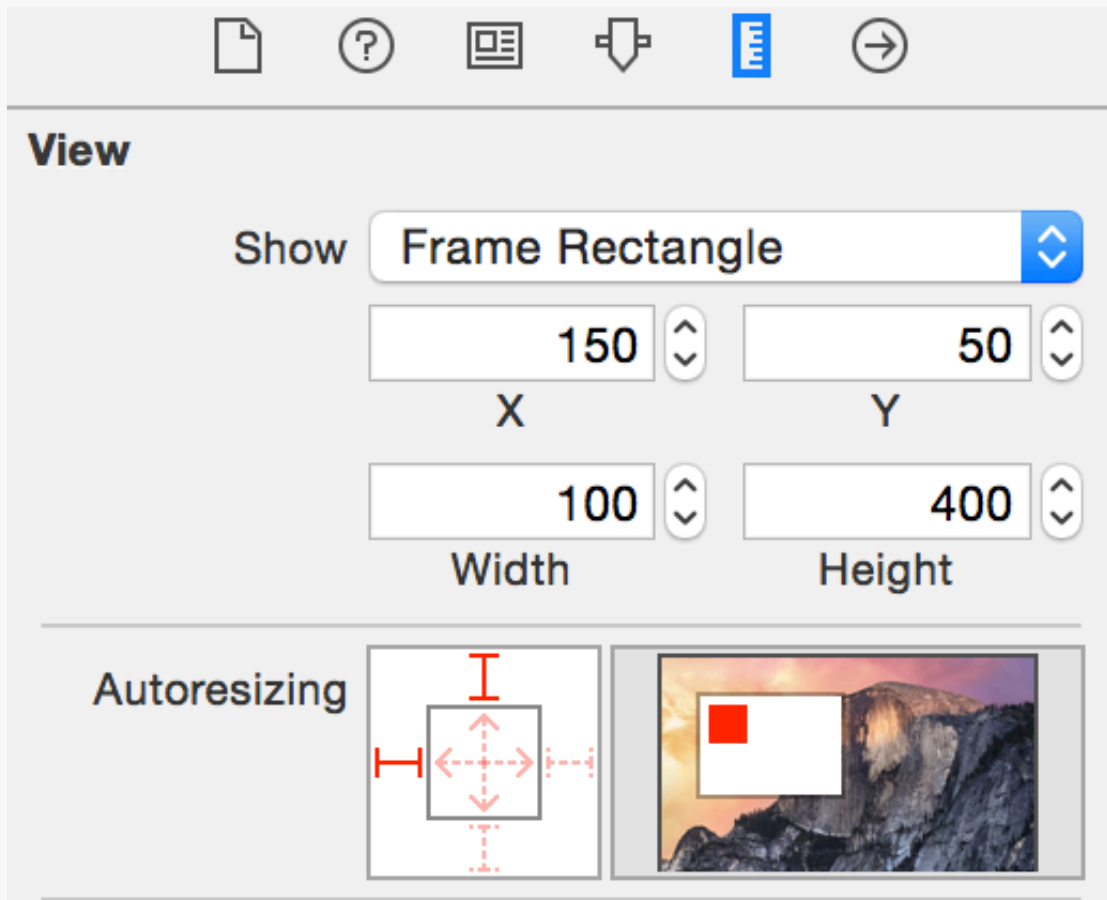 View
Show Frame Rectangle
150 50
X Y
100 400
Width Height
Autoresizing